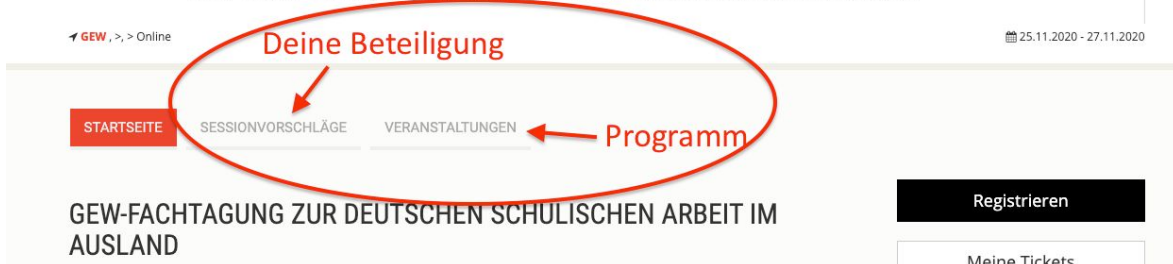 GEW , >, > Online
Deine Beteiligung
25.11.2020 - 27.11.2020
STARTSEITE SESSIONVORSCHLÄGE VERANSTALTUNGEN
Programm
GEW-FACHTAGUNG ZUR DEUTSCHEN SCHULISCHEN ARBEIT IM
AUSLAND
Registrieren
Meine Tickets